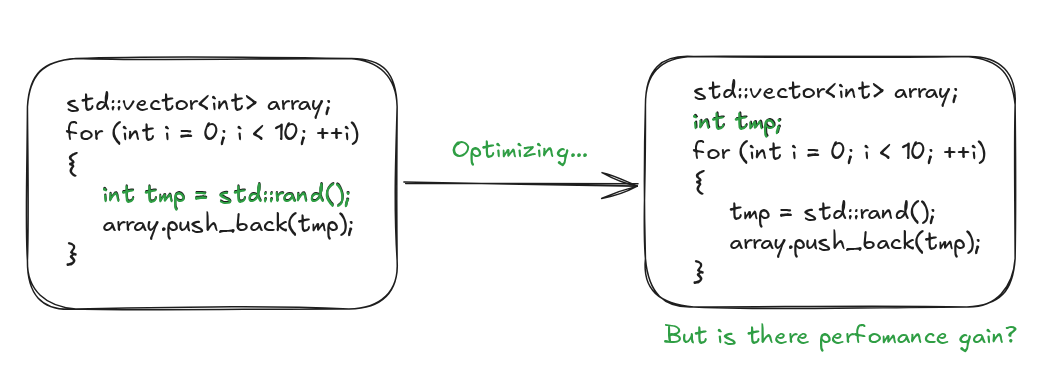 std::vector<int> array;
for (int i = 0; i < 10; ++i)
{
int tmp = std::rand();
array.push_back(tmp);
}
Optimizing...
std::vector<int> array;
int tmp;
for (int i = 0; i < 10; ++i)
{
tmp = std::rand();
array.push_back(tmp);
}
But is there perfomance gain?